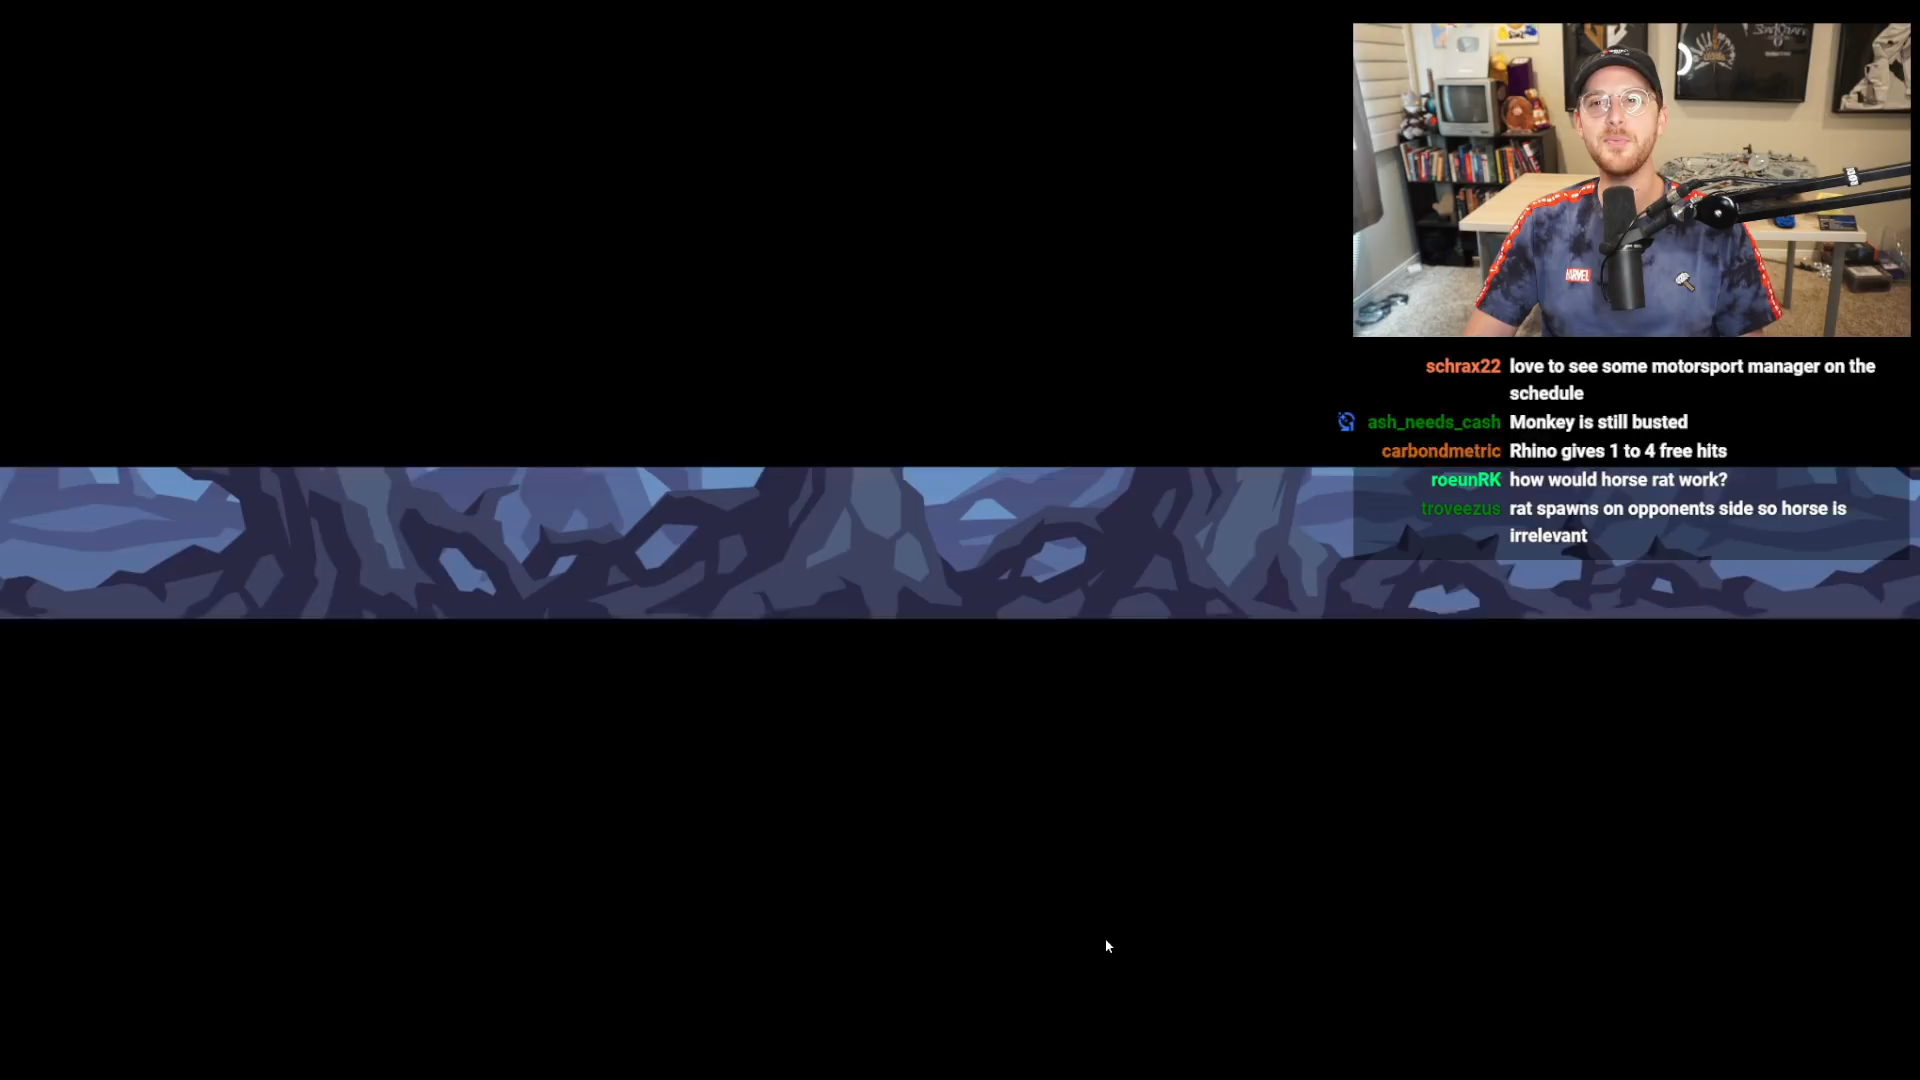 MARVEL
schrax22 love to see some motorsport manager on the
schedule
ash_needs_cash Monkey is still busted
carbondmetric Rhino gives 1 to 4 free hits
roeunRK how would horse rat work?
troveezus rat spawns on opponents side so horse is
irrelevant